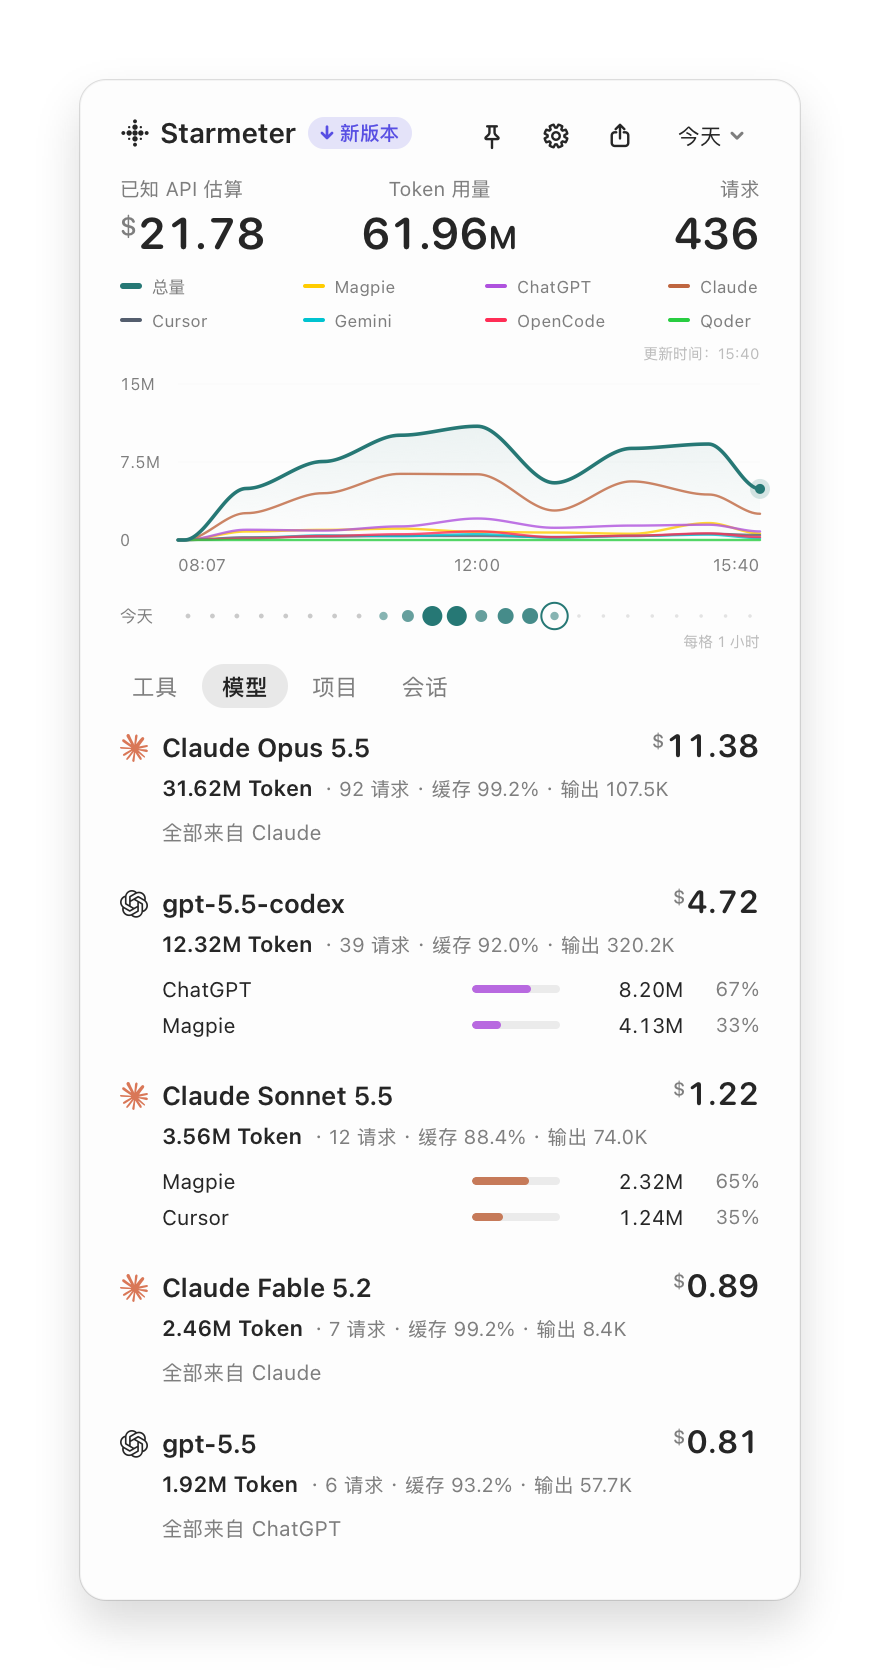 Starmeter 新版本 今天
已知 API 估算 Token 用量 请求
$21.78 61.96M 436
总量 Magpie ChatGPT Claude
Cursor Gemini OpenCode Qoder
更新时间：15:40
15M
7.5M
0
08:07 12:00 15:40
今天
每格 1 小时
工具 模型 项目 会话
Claude Opus 5.5 $11.38
31.62M Token · 92 请求 · 缓存 99.2% · 输出 107.5K
全部来自 Claude
gpt-5.5-codex $4.72
12.32M Token · 39 请求 · 缓存 92.0% · 输出 320.2K
ChatGPT 8.20M 67%
Magpie 4.13M 33%
Claude Sonnet 5.5 $1.22
3.56M Token · 12 请求 · 缓存 88.4% · 输出 74.0K
Magpie 2.32M 65%
Cursor 1.24M 35%
Claude Fable 5.2 $0.89
2.46M Token · 7 请求 · 缓存 99.2% · 输出 8.4K
全部来自 Claude
gpt-5.5 $0.81
1.92M Token · 6 请求 · 缓存 93.2% · 输出 57.7K
全部来自 ChatGPT